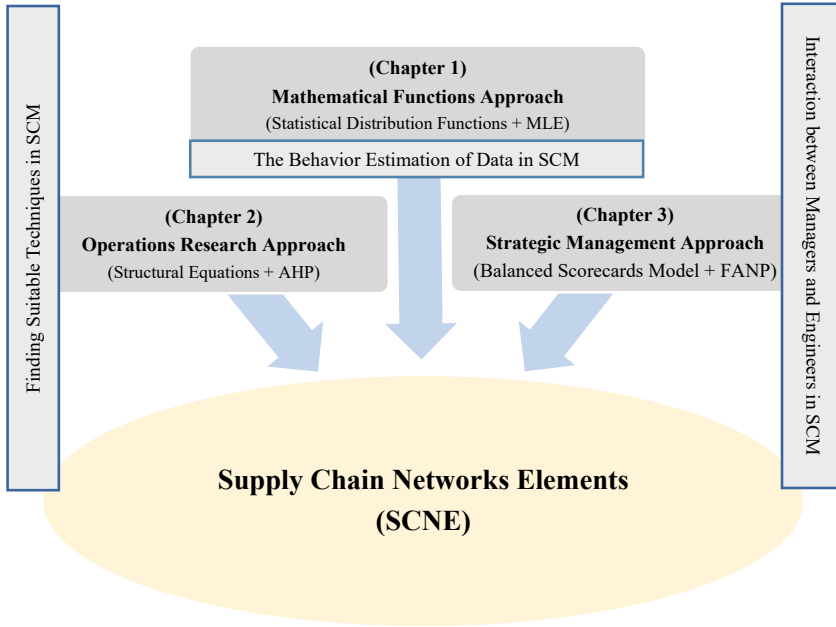 Finding Suitable Techniques in SCM
(Chapter 1)
Mathematical Functions Approach
(Statistical Distribution Functions + MLE)
The Behavior Estimation of Data in SCM
(Chapter 2)
Operations Research Approach
(Structural Equations + AHP)
(Chapter 3)
Strategic Management Approach
(Balanced Scorecards Model + FANP)
Interaction between Managers and Engineers in SCM
Supply Chain Networks Elements
(SCNE)